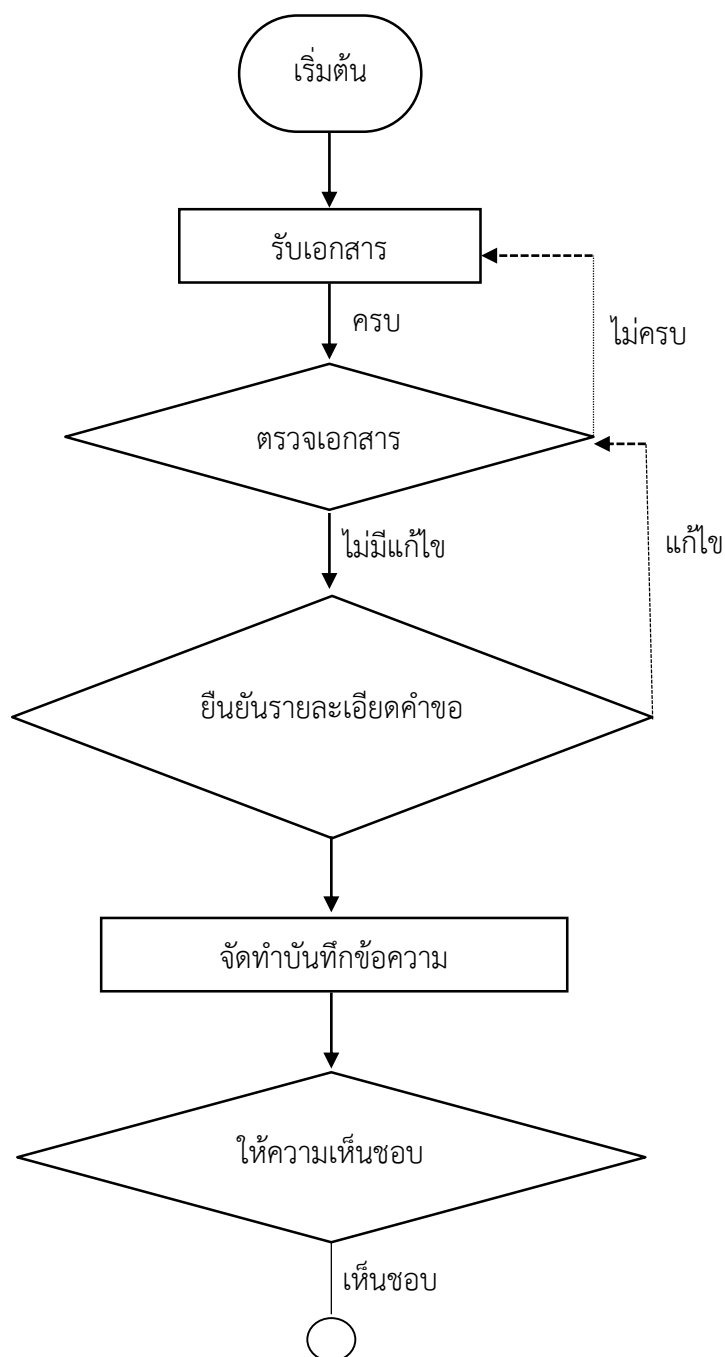 เริ่มต้น
รับเอกสาร
ครบ
ไม่ครบ
ตรวจเอกสาร
ไม่มีแก้ไข
แก้ไข
ยืนยันรายละเอียดคำขอ
จัดทำบันทึกข้อความ
ให้ความเห็นชอบ
เห็นชอบ